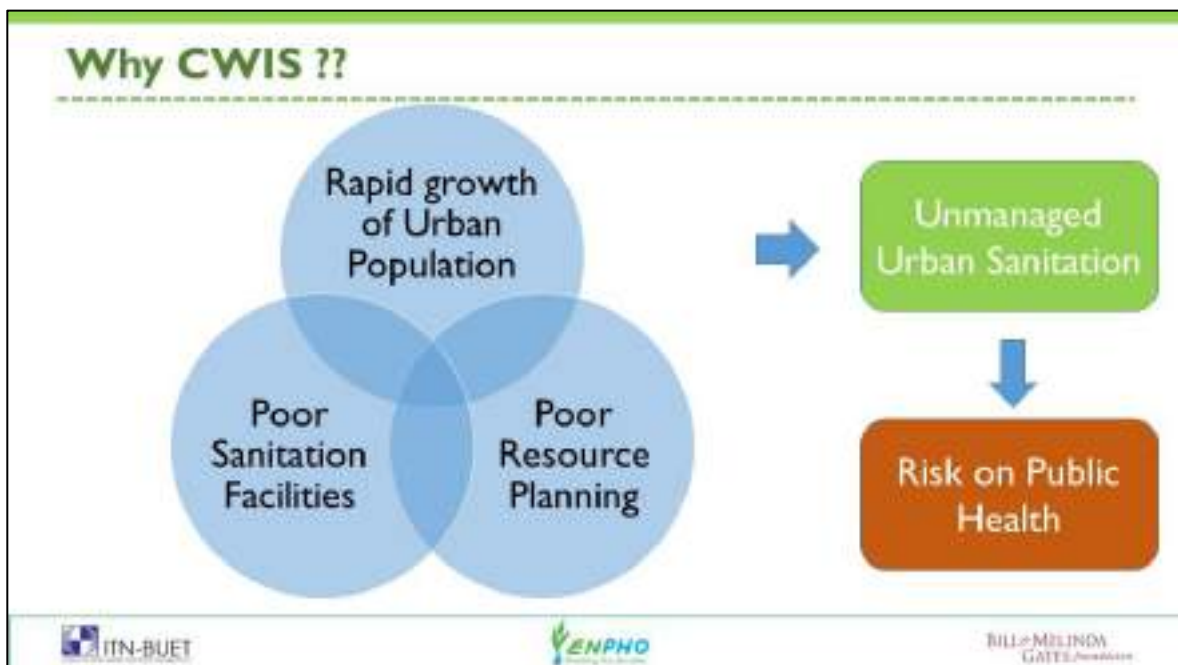 Why CWIS ??
Rapid growth
of Urban
Population
Poor
Sanitation
Facilities
Poor
Resource
Planning
Unmanaged
Urban Sanitation
Risk on Public
Health
ITN-BUET
ENPHO
BILL & MELINDA
GATES foundation